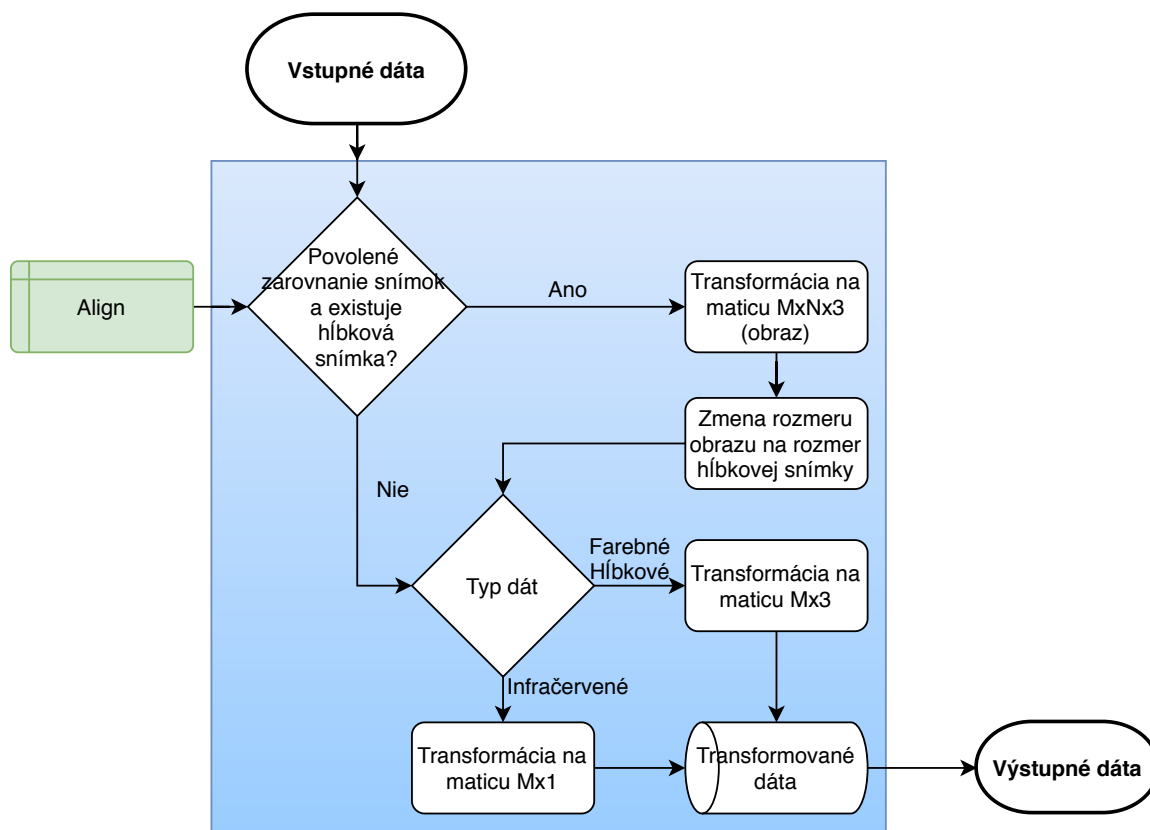 Vstupné dáta
Povolené
zarovnanie snímok
a existuje
hĺbková
snímka?
Align
Ano
Transformácia na
maticu MxNx3
(obraz)
Zmena rozmeru
obrazu na rozmer
hĺbkovej snímky
Nie
Typ dát
Farebné
Hĺbkové
Transformácia na
maticu Mx3
Infračervené
Transformácia na
maticu Mx1
Transformované
dáta
Výstupné dáta